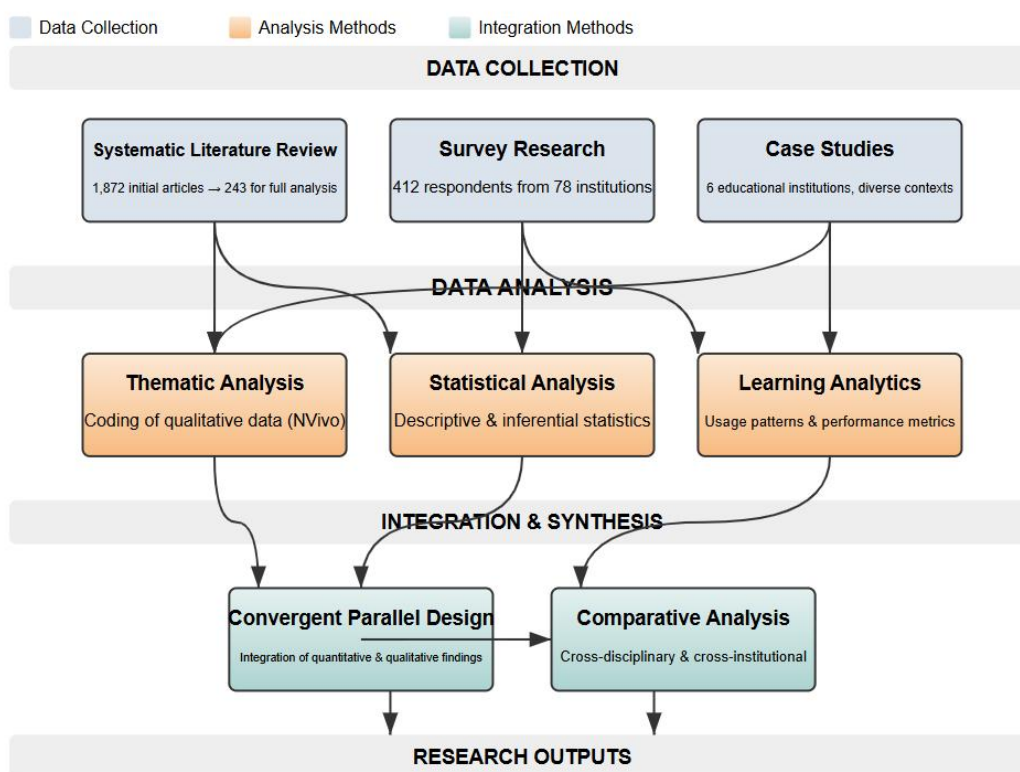 Data Collection
Analysis Methods
Integration Methods
DATA COLLECTION
Systematic Literature Review
1,872 initial articles → 243 for full analysis
Survey Research
412 respondents from 78 institutions
Case Studies
6 educational institutions, diverse contexts
DATA ANALYSIS
Thematic Analysis
Coding of qualitative data (NVivo)
Statistical Analysis
Descriptive & inferential statistics
Learning Analytics
Usage patterns & performance metrics
INTEGRATION & SYNTHESIS
Convergent Parallel Design
Integration of quantitative & qualitative findings
Comparative Analysis
Cross-disciplinary & cross-institutional
RESEARCH OUTPUTS